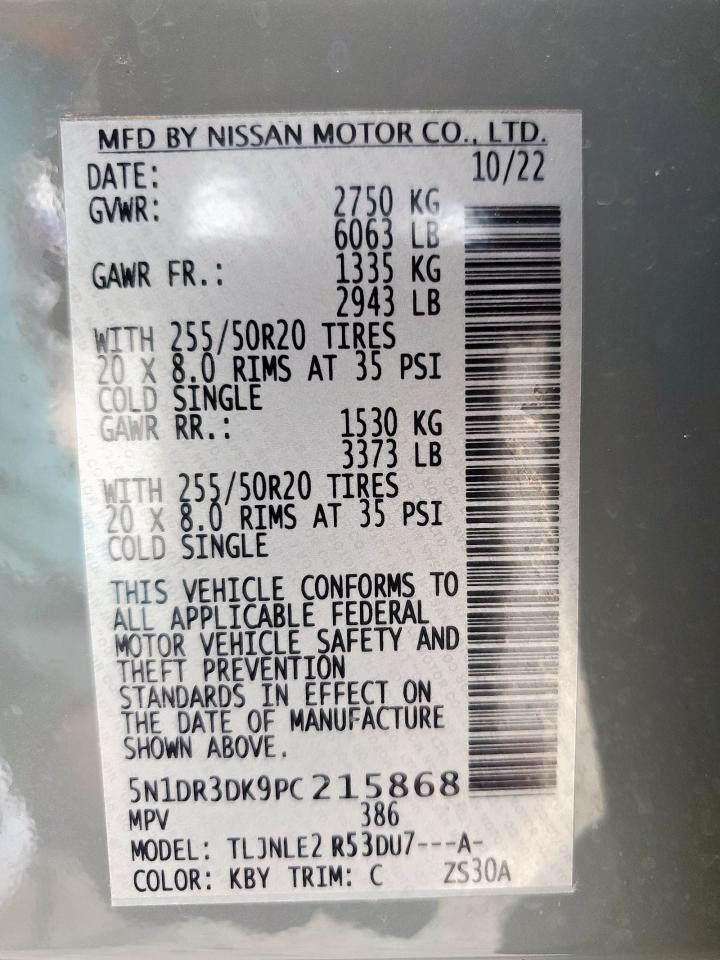 MFD BY NISSAN MOTOR CO., LTD.
DATE: 10/22
GVWR: 2750 KG
6063 LB
GAWR FR.: 1335 KG
2943 LB
WITH 255/50R20 TIRES
20 X 8.0 RIMS AT 35 PSI
COLD SINGLE
GAWR RR.: 1530 KG
3373 LB
WITH 255/50R20 TIRES
20 X 8.0 RIMS AT 35 PSI
COLD SINGLE
THIS VEHICLE CONFORMS TO
ALL APPLICABLE FEDERAL
MOTOR VEHICLE SAFETY AND
THEFT PREVENTION
STANDARDS IN EFFECT ON
THE DATE OF MANUFACTURE
SHOWN ABOVE.
5N1DR3DK9PC215868
MPV 386
MODEL: TLJNLE2 R53DU7---A-
COLOR: KBY TRIM: C ZS30A